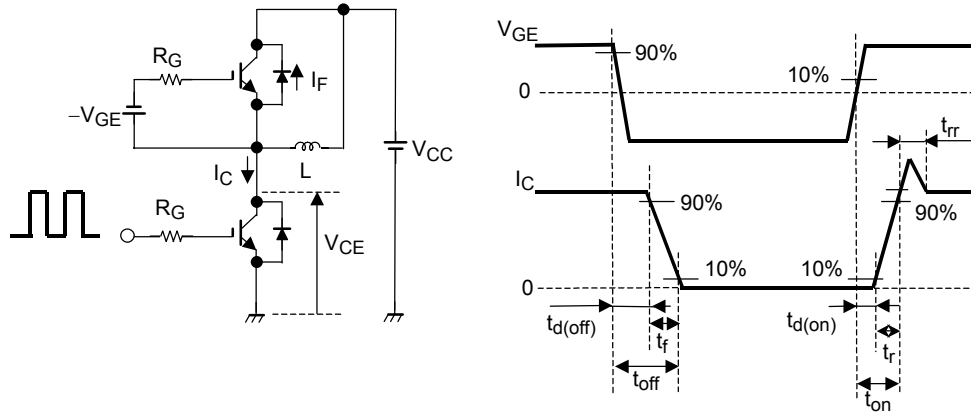 RG
IF
−VGE
L
VCC
IC
RG
VCE
VGE
90%
10%
0
trr
IC
90%
90%
10%
10%
0
td(off)
tf
td(on)
tr
toff
ton